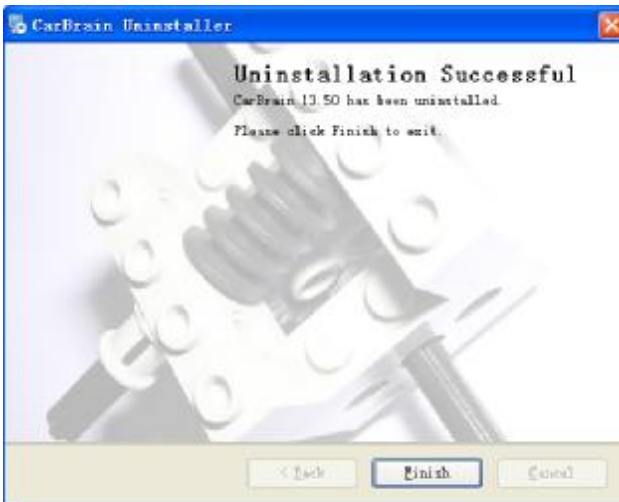 CarBrain Uninstaller
Uninstallation Successful
CarBrain 13.50 has been uninstalled.
Please click Finish to exit.
< Back
Finish
Cancel